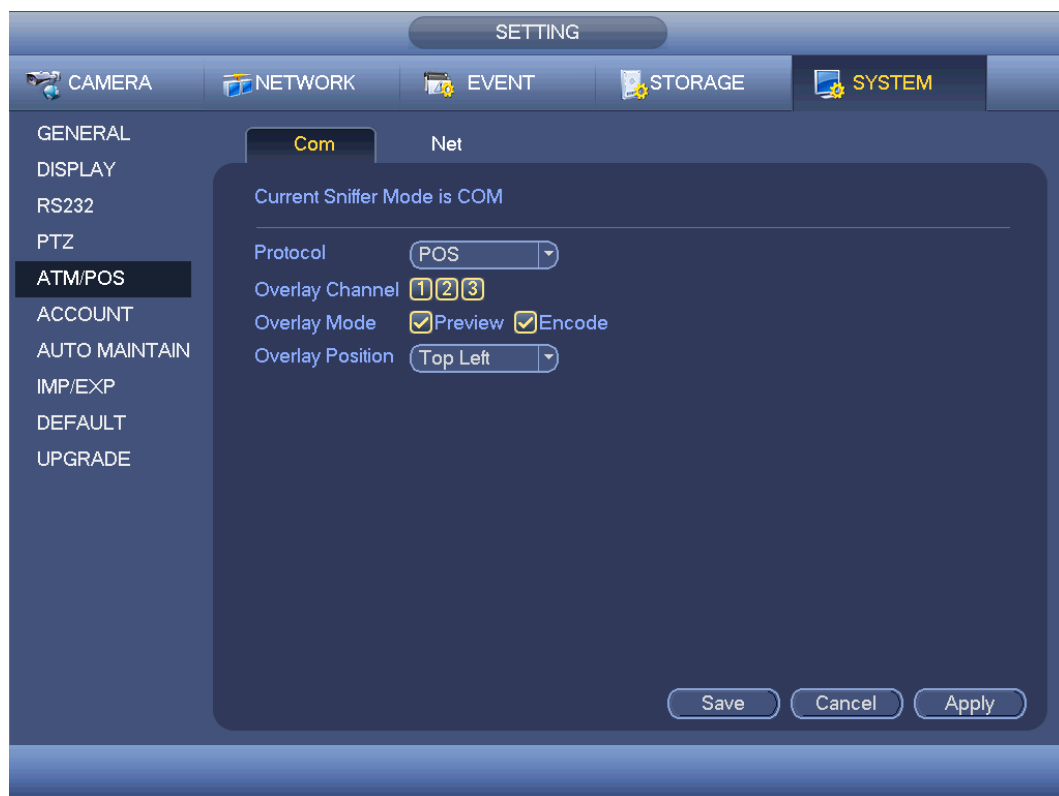 SETTING
CAMERA NETWORK EVENT STORAGE SYSTEM
GENERAL
DISPLAY
RS232
PTZ
ATM/POS
ACCOUNT
AUTO MAINTAIN
IMP/EXP
DEFAULT
UPGRADE
Com Net
Current Sniffer Mode is COM
Protocol POS
Overlay Channel 1 2 3
Overlay Mode Preview Encode
Overlay Position Top Left
Save Cancel Apply